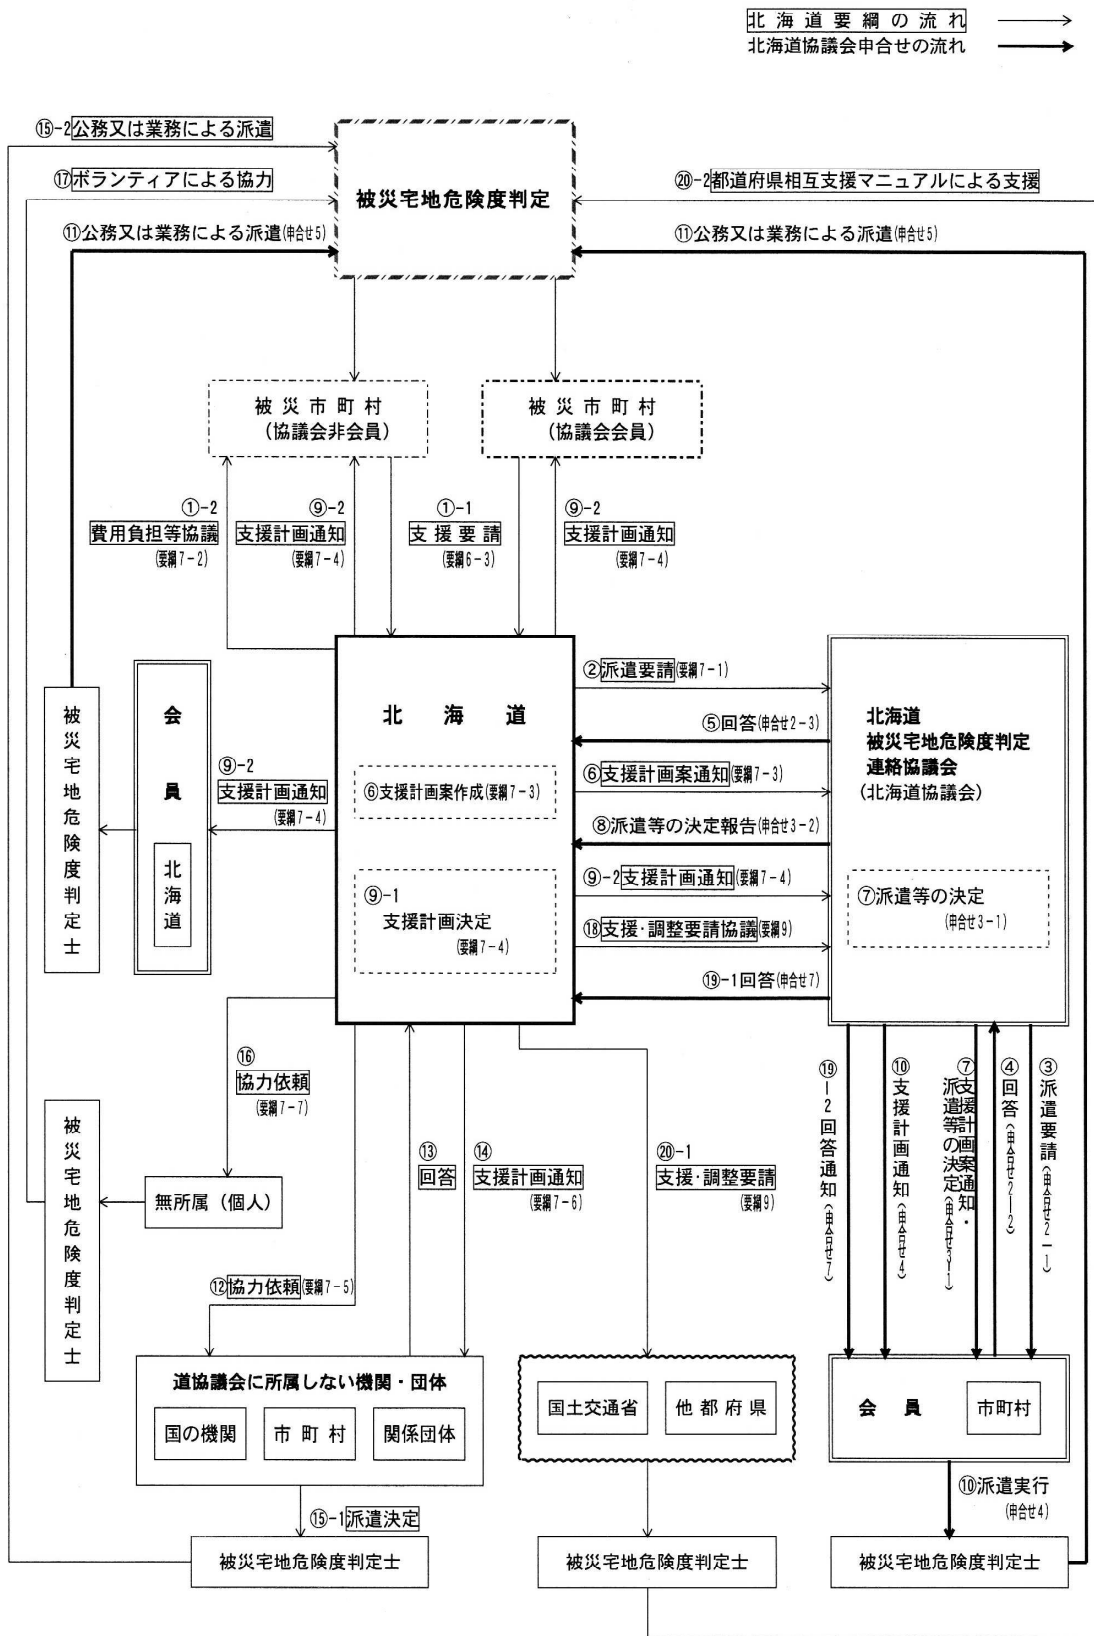 北海道要綱の流れ
北海道協議会申合せの流れ
⑮-2公務又は業務による派遣
⑰ボランティアによる協力
⑪公務又は業務による派遣(申合せ5)
被災宅地危険度判定
⑳-2都道府県相互支援マニュアルによる支援
⑪公務又は業務による派遣(申合せ5)
被災市町村
(協議会非会員)
被災市町村
(協議会会員)
①-2
費用負担等協議
(要綱7-2)
⑨-2
支援計画通知
(要綱7-4)
①-1
支援要請
(要綱6-3)
⑨-2
支援計画通知
(要綱7-4)
被災宅地危険度判定士
会員
北海道
⑨-2
支援計画通知
(要綱7-4)
北海道
⑥支援計画案作成(要綱7-3)
⑨-1
支援計画決定
(要綱7-4)
②派遣要請(要綱7-1)
⑤回答(申合せ2-3)
⑥支援計画案通知(要綱7-3)
⑧派遣等の決定報告(申合せ3-2)
⑨-2支援計画通知(要綱7-4)
⑱支援・調整要請協議(要綱9)
⑲-1回答(申合せ7)
北海道
被災宅地危険度判定
連絡協議会
(北海道協議会)
⑦派遣等の決定
(申合せ3-1)
⑯
協力依頼
(要綱7-7)
被災宅地危険度判定士
無所属(個人)
⑫協力依頼(要綱7-5)
⑬
回答
⑭
支援計画通知
(要綱7-6)
⑳-1
支援・調整要請
(要綱9)
⑲-2回答通知(申合せ7)
⑩支援計画通知(申合せ4)
⑦支援計画案通知・
派遣等の決定(申合せ3-1)
④回答(申合せ2-2)
③派遣要請(申合せ2-1)
道協議会に所属しない機関・団体
国の機関
市町村
関係団体
国土交通省
他都府県
会員
市町村
⑮-1派遣決定
⑩派遣実行
(申合せ4)
被災宅地危険度判定士
被災宅地危険度判定士
被災宅地危険度判定士